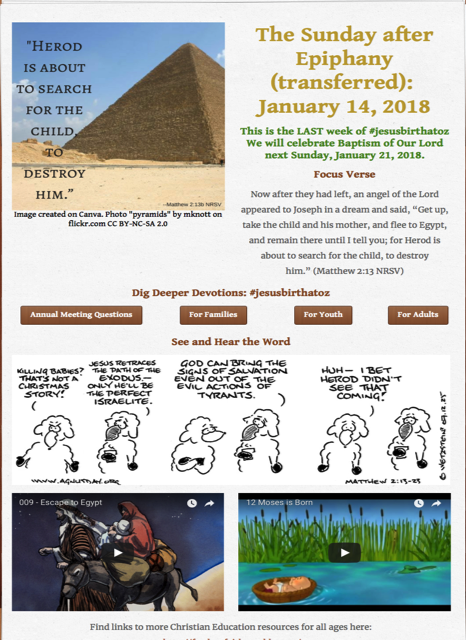 "HEROD
IS ABOUT
TO SEARCH
FOR THE
CHILD,
TO
DESTROY
HIM."
~Matthew 2:13b NRSV
Image created on Canva. Photo "pyramids" by mknott on
flickr.com CC BY-NC-SA 2.0
The Sunday after
Epiphany
(transferred):
January 14, 2018
This is the LAST week of #jesusbirthatoz
We will celebrate Baptism of Our Lord
next Sunday, January 21, 2018.
Focus Verse
Now after they had left, an angel of the Lord
appeared to Joseph in a dream and said, "Get up,
take the child and his mother, and flee to Egypt,
and remain there until I tell you; for Herod is
about to search for the child, to destroy
him." (Matthew 2:13 NRSV)
Dig Deeper Devotions: #jesusbirthatoz
Annual Meeting Questions
For Families
For Youth
For Adults
See and Hear the Word
KILLING BABIES?
THAT'S NOT A
CHRISTMAS
STORY!
JESUS RETRACES
THE PATH OF THE
EXODUS —
ONLY HE'LL BE
THE PERFECT
ISRAELITE.
GOD CAN BRING THE
SIGNS OF SALVATION
EVEN OUT OF THE
EVIL ACTIONS OF
TYRANTS.
HUH - I BET
HEROD DIDN'T
SEE THAT
COMING!
WWW.AGNUSDAY.ORG
MATTHEW 2:13-23
009 - Escape to Egypt
12 Moses is Born
Find links to more Christian Education resources for all ages here: